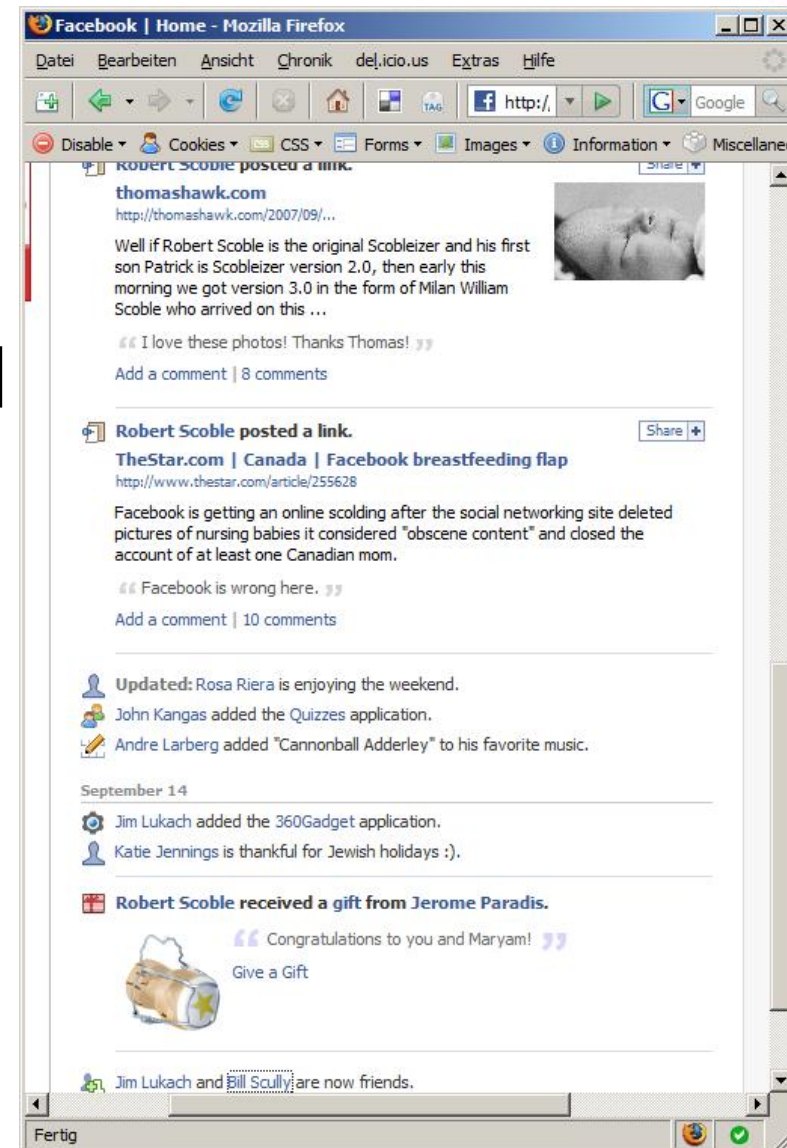 Facebook | Home - Mozilla Firefox
Datei Bearbeiten Ansicht Chronik del.icio.us Extras Hilfe
TAG http:/, G Google
Disable Cookies CSS Forms Images Information Miscellane
Robert Scoble posted a link. Share +
thomashawk.com
http://thomashawk.com/2007/09/...
Well if Robert Scoble is the original Scobleizer and his first
son Patrick is Scobleizer version 2.0, then early this
morning we got version 3.0 in the form of Milan William
Scoble who arrived on this ...
“ I love these photos! Thanks Thomas! ”
Add a comment | 8 comments
Robert Scoble posted a link. Share +
TheStar.com | Canada | Facebook breastfeeding flap
http://www.thestar.com/article/255628
Facebook is getting an online scolding after the social networking site deleted
pictures of nursing babies it considered "obscene content" and closed the
account of at least one Canadian mom.
“ Facebook is wrong here. ”
Add a comment | 10 comments
Updated: Rosa Riera is enjoying the weekend.
John Kangas added the Quizzes application.
Andre Larberg added "Cannonball Adderley" to his favorite music.
September 14
Jim Lukach added the 360Gadget application.
Katie Jennings is thankful for Jewish holidays :).
Robert Scoble received a gift from Jerome Paradis.
“ Congratulations to you and Maryam! ”
Give a Gift
Jim Lukach and Bill Scully are now friends.
Fertig